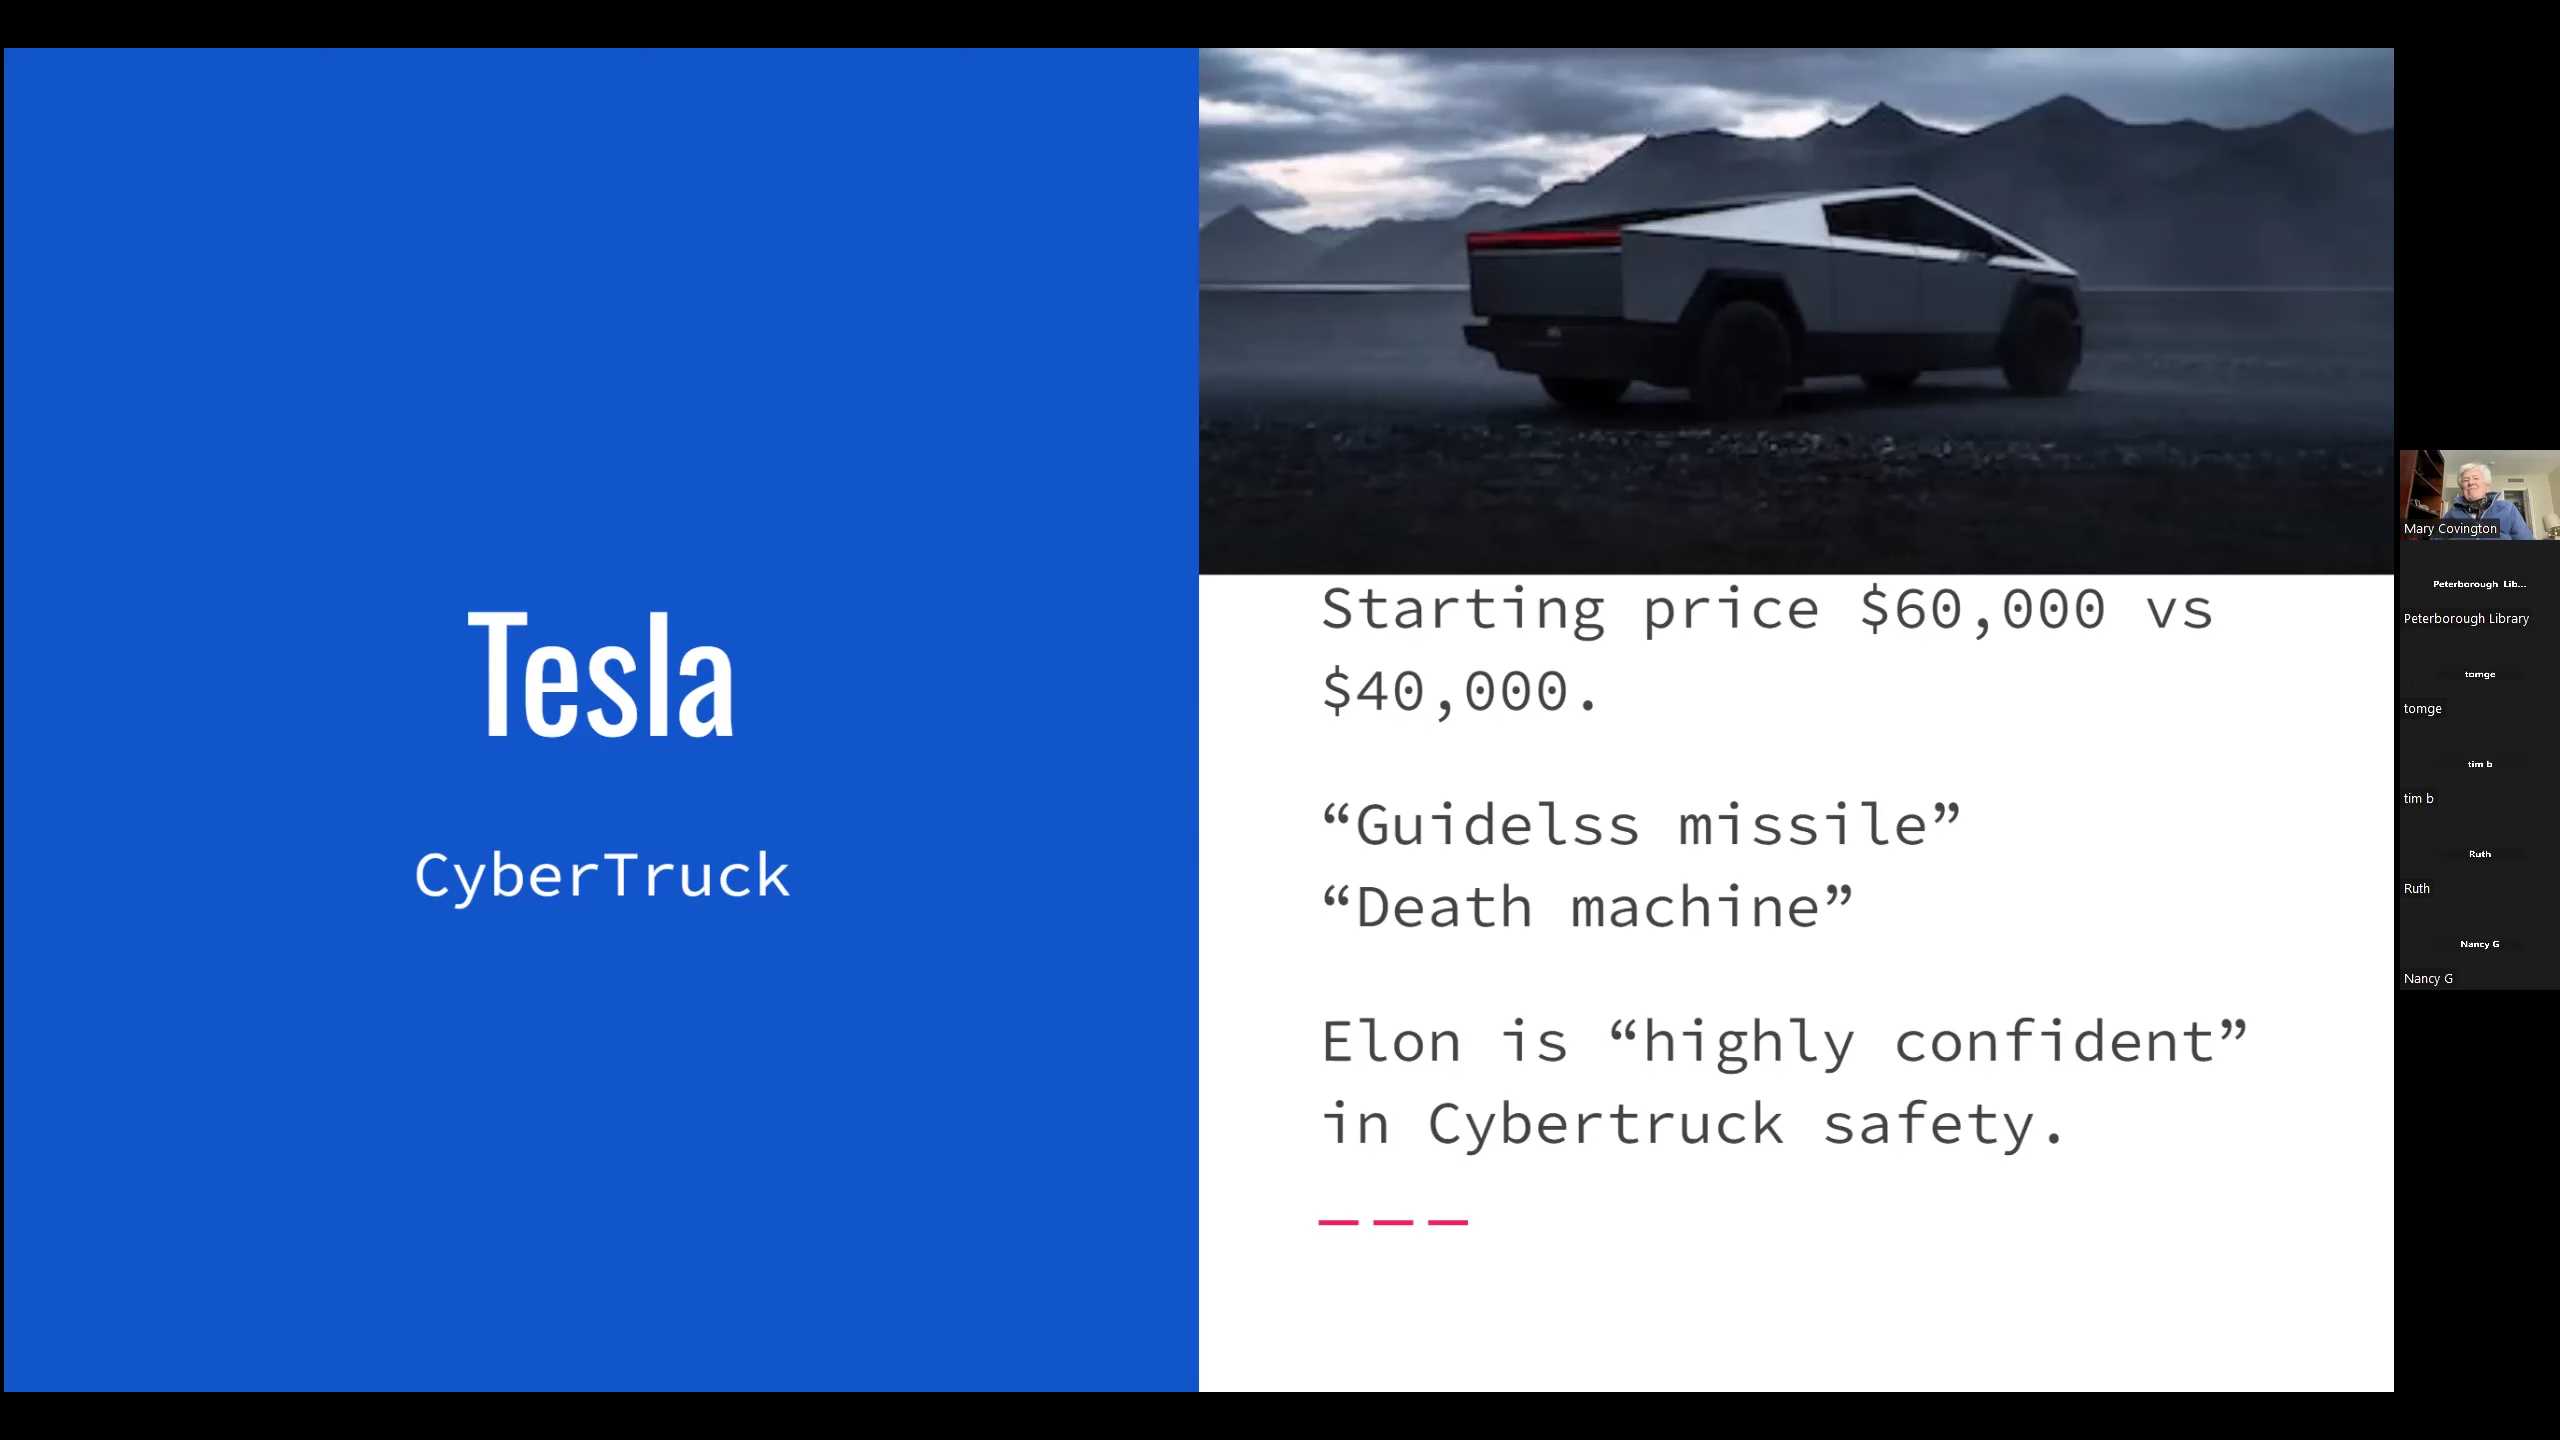 Tesla
CyberTruck
Starting price $60,000 vs
$40,000.
“Guidelss missile”
“Death machine”
Elon is “highly confident”
in Cybertruck safety.
Mary Covington
Peterborough Lib...
Peterborough Library
tomge
tomge
tim b
tim b
Ruth
Ruth
Nancy G
Nancy G